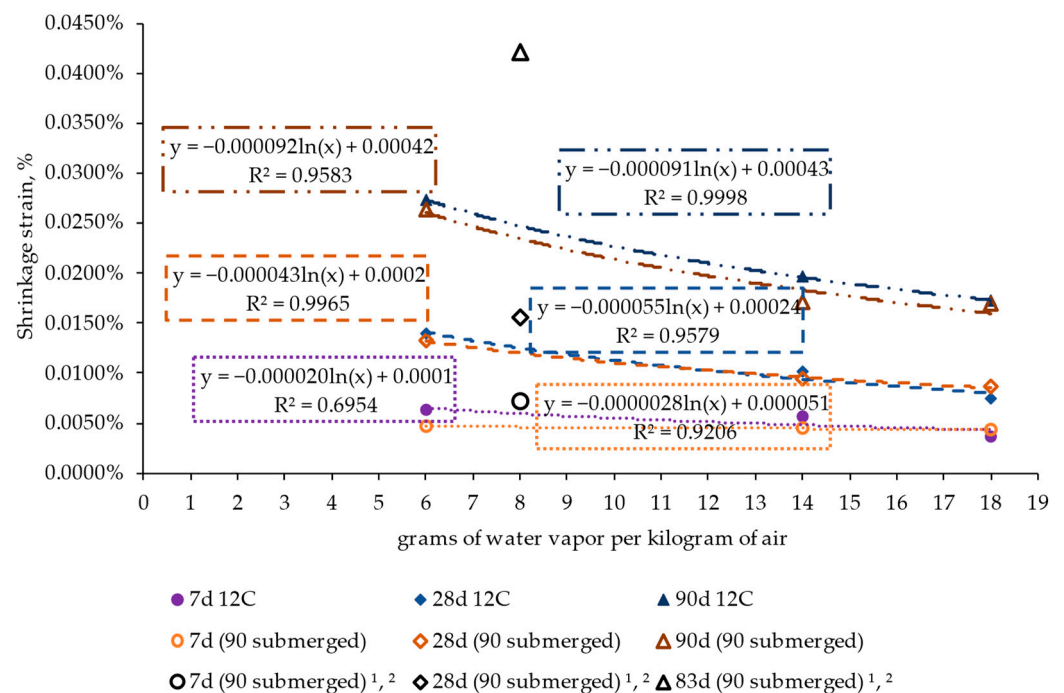 0.0450%
0.0400%
0.0350%
0.0300%
0.0250%
0.0200%
0.0150%
0.0100%
0.0050%
0.0000%
Shrinkage strain, %
y = −0.000092ln(x) + 0.00042
R² = 0.9583
y = −0.000091ln(x) + 0.00043
R² = 0.9998
y = −0.000043ln(x) + 0.0002
R² = 0.9965
y = −0.000055ln(x) + 0.00024
R² = 0.9579
y = −0.000020ln(x) + 0.0001
R² = 0.6954
y = −0.0000028ln(x) + 0.000051
R² = 0.9206
0 1 2 3 4 5 6 7 8 9 10 11 12 13 14 15 16 17 18 19
grams of water vapor per kilogram of air
7d 12C 28d 12C 90d 12C
7d (90 submerged) 28d (90 submerged) 90d (90 submerged)
7d (90 submerged) ¹, ² 28d (90 submerged) ¹, ² 83d (90 submerged) ¹, ²